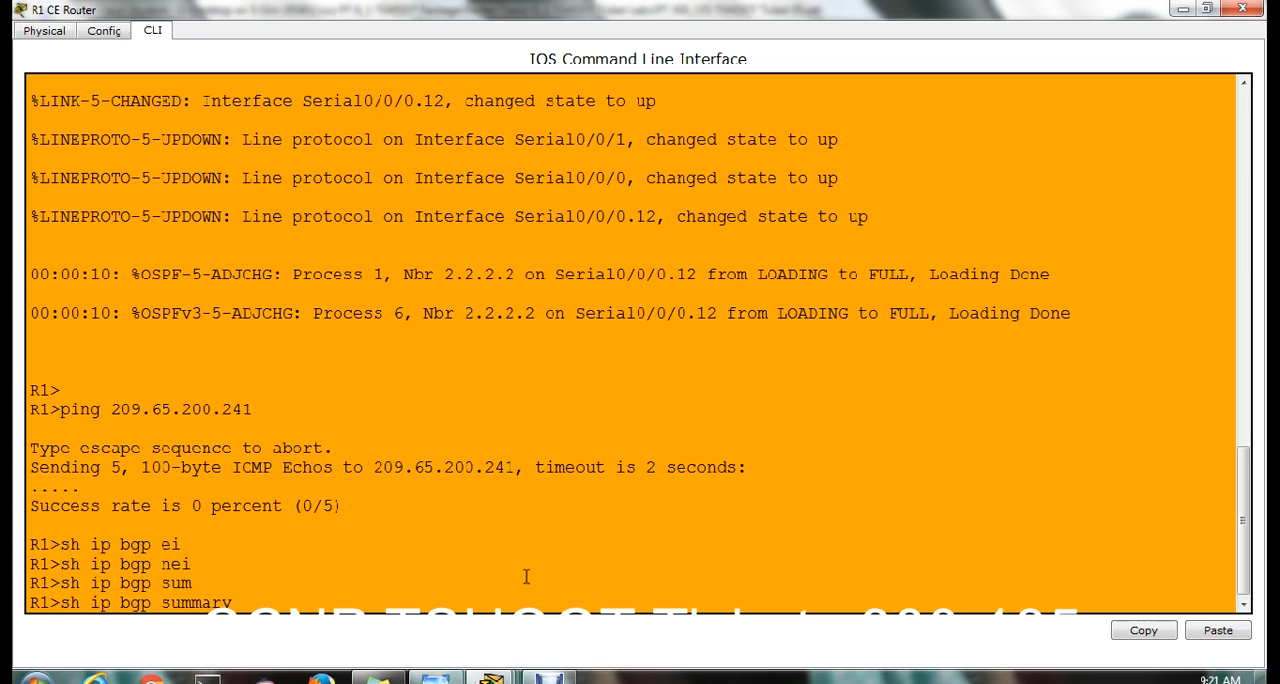 R1 CE Router
Physical Config CLI
IOS Command Line Interface
%LINK-5-CHANGED: Interface Serial0/0/0.12, changed state to up
%LINEPROTO-5-UPDOWN: Line protocol on Interface Serial0/0/1, changed state to up
%LINEPROTO-5-UPDOWN: Line protocol on Interface Serial0/0/0, changed state to up
%LINEPROTO-5-UPDOWN: Line protocol on Interface Serial0/0/0.12, changed state to up
00:00:10: %OSPF-5-ADJCHG: Process 1, Nbr 2.2.2.2 on Serial0/0/0.12 from LOADING to FULL, Loading Done
00:00:10: %OSPFv3-5-ADJCHG: Process 6, Nbr 2.2.2.2 on Serial0/0/0.12 from LOADING to FULL, Loading Done
R1>
R1>ping 209.65.200.241
Type escape sequence to abort.
Sending 5, 100-byte ICMP Echos to 209.65.200.241, timeout is 2 seconds:
.....
Success rate is 0 percent (0/5)
R1>sh ip bgp ei
R1>sh ip bgp nei
R1>sh ip bgp sum
R1>sh ip bgp summary
Copy Paste
9:21 AM